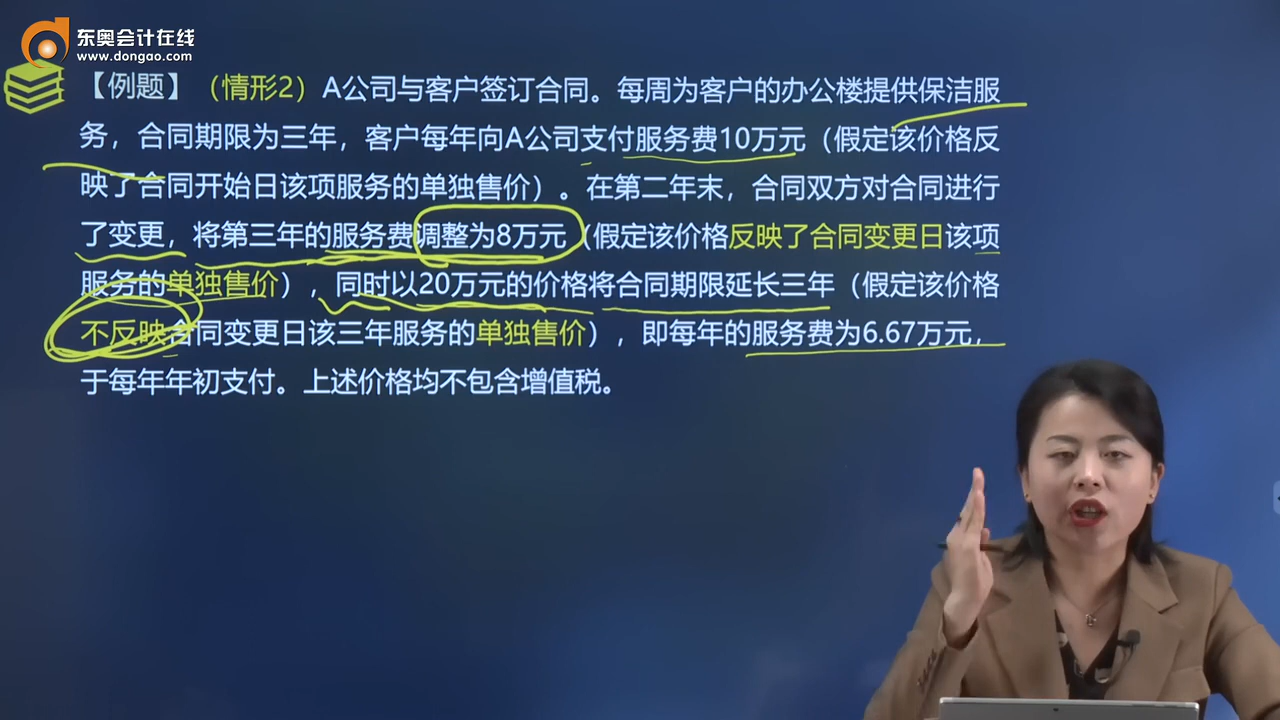 东奥会计在线
www.dongao.com
【例题】（情形2）A公司与客户签订合同。每周为客户的办公楼提供保洁服
务，合同期限为三年，客户每年向A公司支付服务费10万元（假定该价格反
映了合同开始日该项服务的单独售价）。在第二年末，合同双方对合同进行
了变更，将第三年的服务费调整为8万元（假定该价格反映了合同变更日该项
服务的单独售价），同时以20万元的价格将合同期限延长三年（假定该价格
不反映合同变更日该三年服务的单独售价），即每年的服务费为6.67万元，
于每年年初支付。上述价格均不包含增值税。